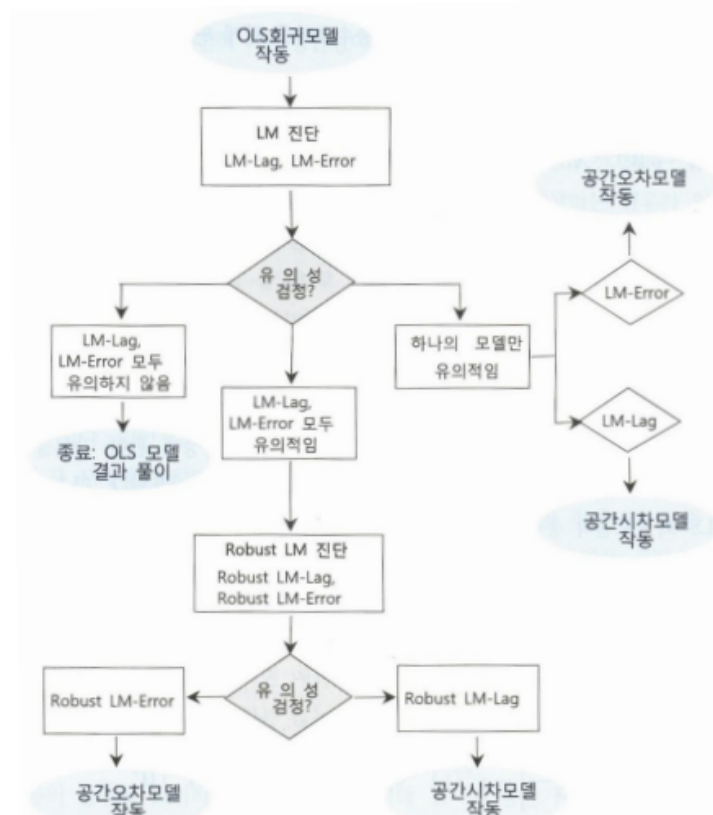 OLS회귀모델
작동
LM 진단
LM-Lag, LM-Error
공간오차모델
작동
유 의 성
검정?
LM-Error
LM-Lag,
LM-Error 모두
유의하지 않음
하나의 모델만
유의적임
LM-Lag,
LM-Error 모두
유의적임
LM-Lag
종료: OLS 모델
결과 풀이
공간시차모델
작동
Robust LM 진단
Robust LM-Lag,
Robust LM-Error
유 의 성
검정?
Robust LM-Error
Robust LM-Lag
공간오차모델
작동
공간시차모델
작동